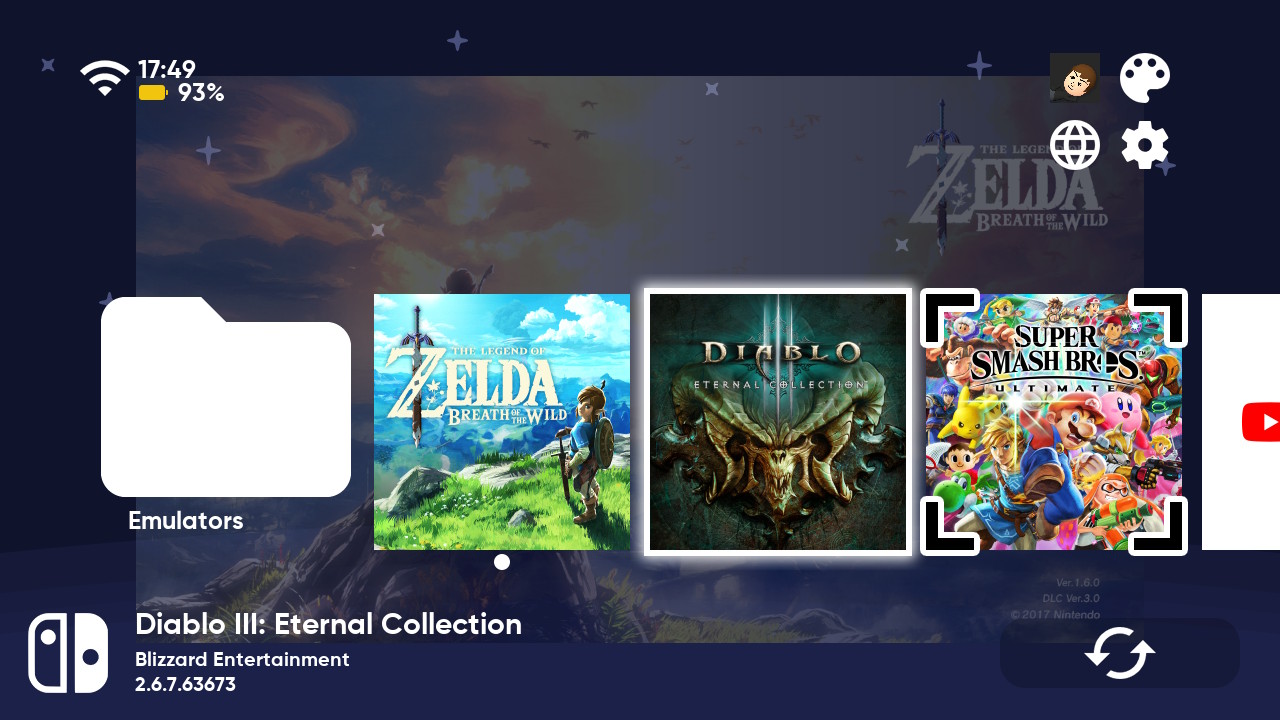 17:49
93%
THE LEGEND OF
ZELDA
BREATH OF THE WILD
THE LEGEND OF
ZELDA
BREATH OF THE WILD
DIABLO
III
ETERNAL COLLECTION
SUPER
SMASH BROS.™
ULTIMATE
Emulators
Ver.1.6.0
DLC Ver.3.0
© 2017 Nintendo
Diablo III: Eternal Collection
Blizzard Entertainment
2.6.7.63673